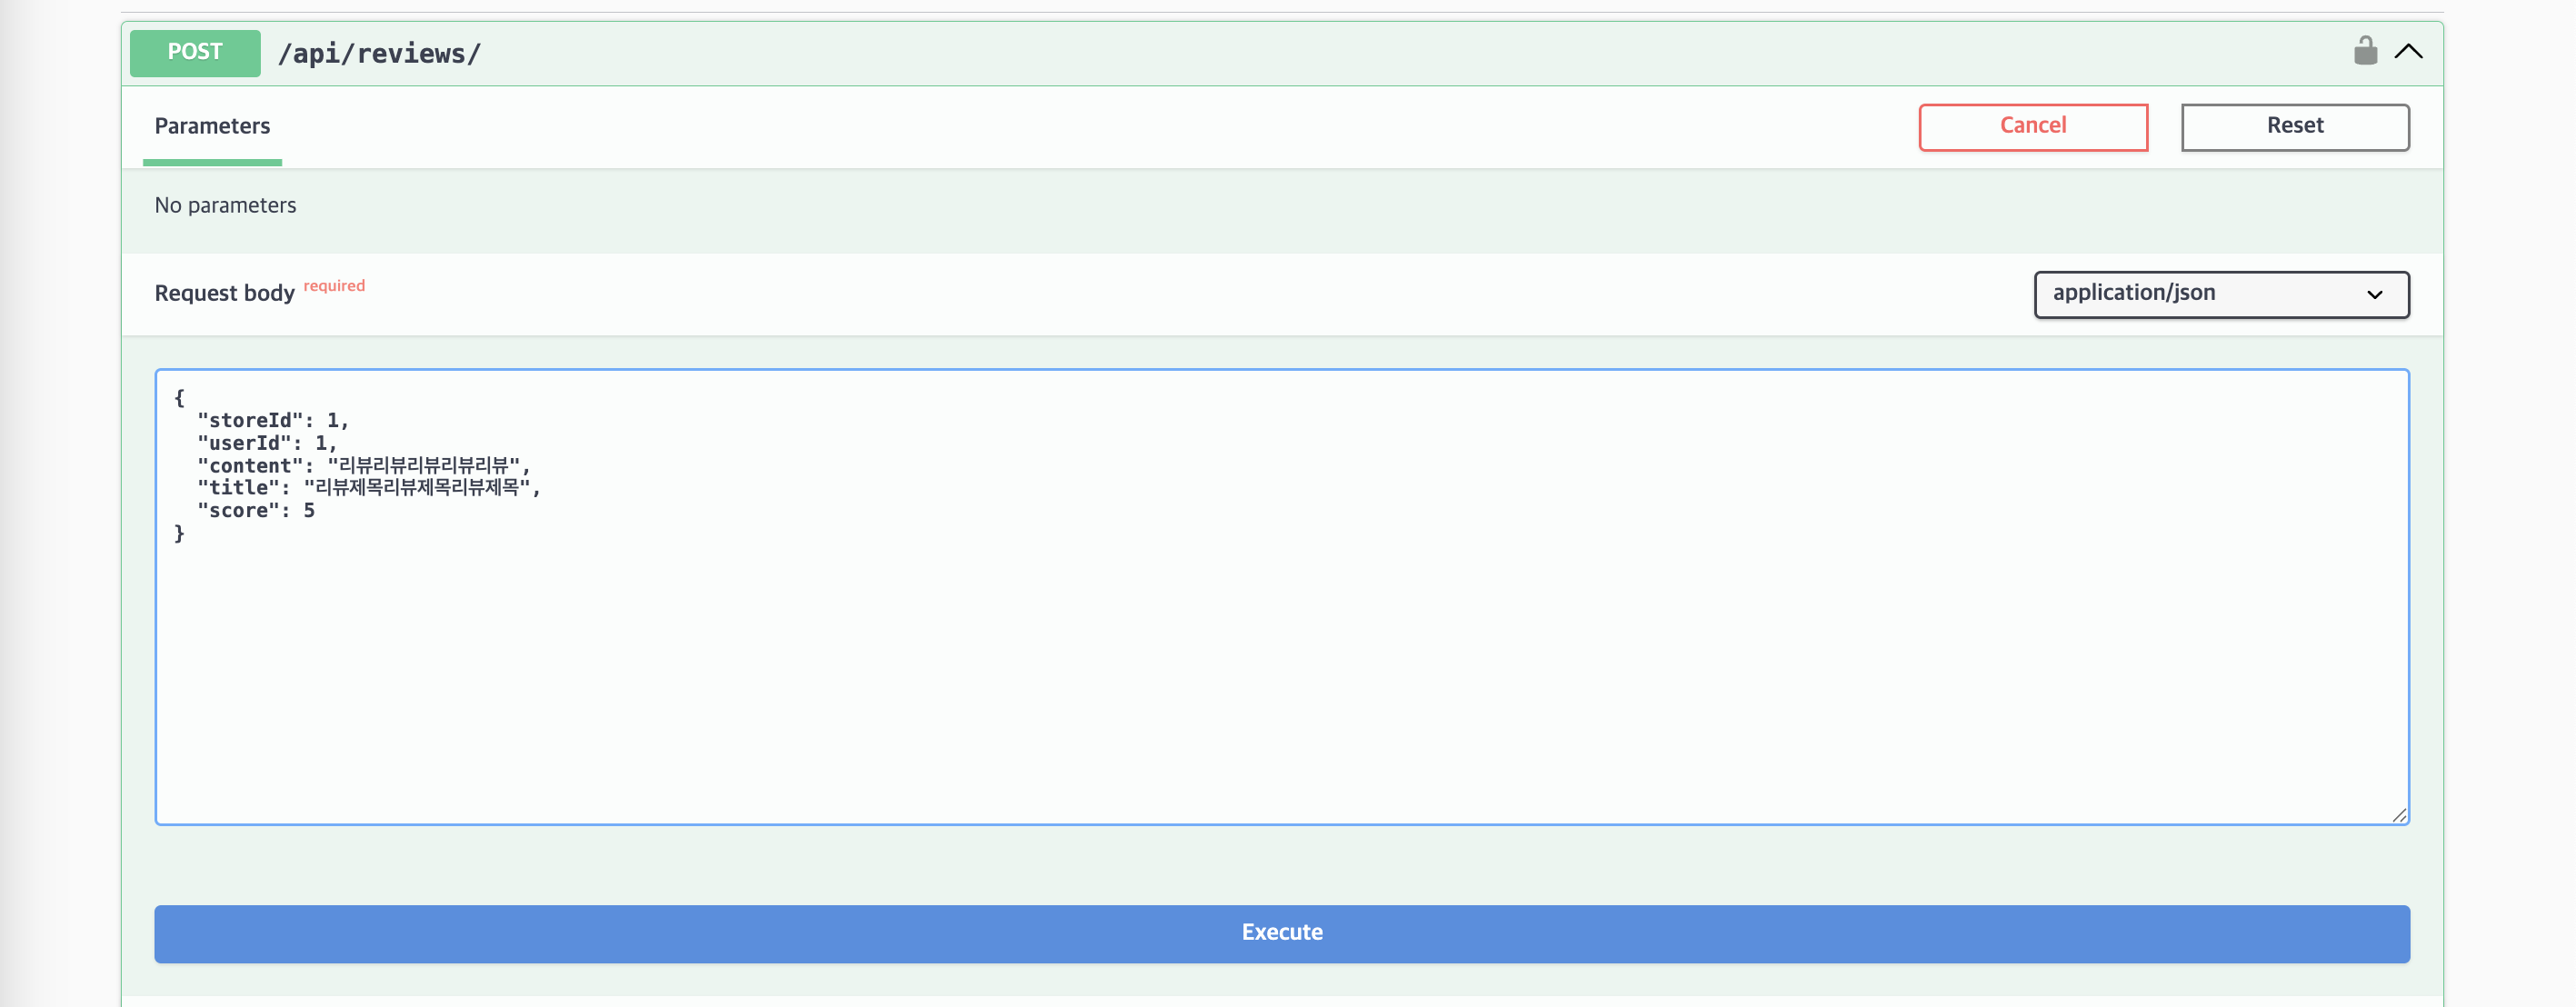 POST /api/reviews/
Parameters
Cancel
Reset
No parameters
Request body required
application/json
{
  "storeId": 1,
  "userId": 1,
  "content": "리뷰리뷰리뷰리뷰리뷰",
  "title": "리뷰제목리뷰제목리뷰제목",
  "score": 5
}
Execute